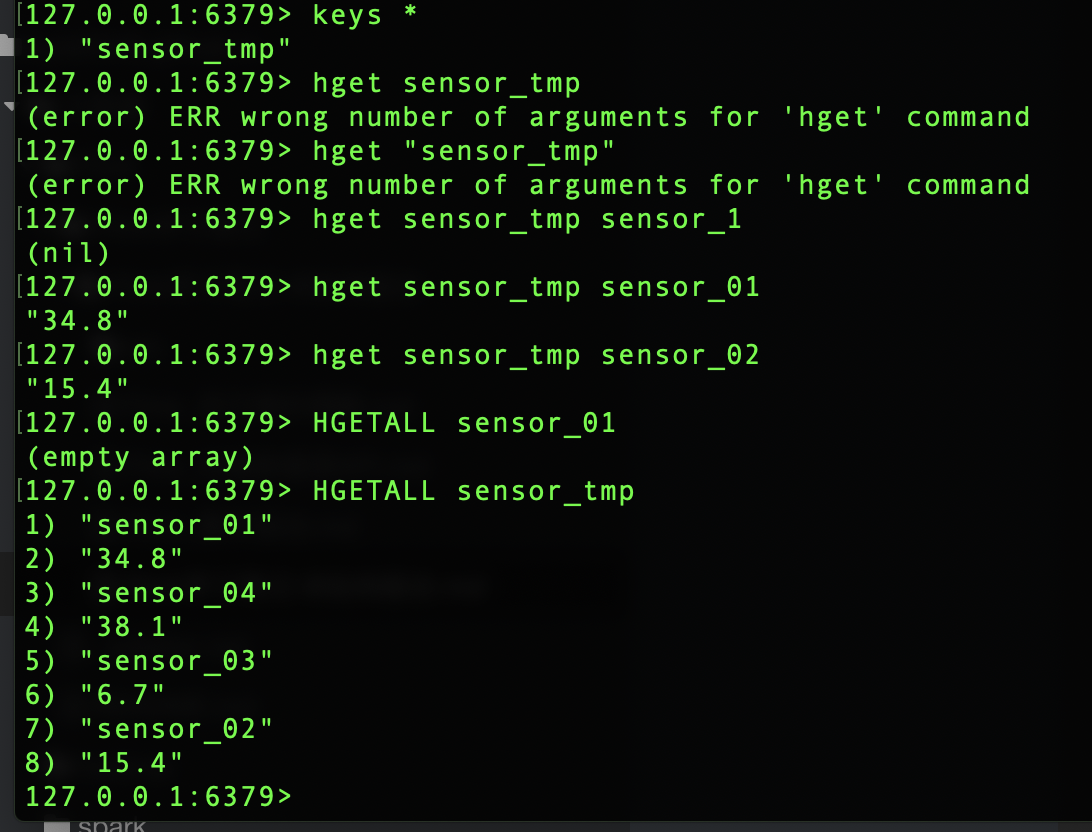 [127.0.0.1:6379> keys *
1) "sensor_tmp"
[127.0.0.1:6379> hget sensor_tmp
(error) ERR wrong number of arguments for 'hget' command
[127.0.0.1:6379> hget "sensor_tmp"
(error) ERR wrong number of arguments for 'hget' command
[127.0.0.1:6379> hget sensor_tmp sensor_1
(nil)
[127.0.0.1:6379> hget sensor_tmp sensor_01
"34.8"
[127.0.0.1:6379> hget sensor_tmp sensor_02
"15.4"
[127.0.0.1:6379> HGETALL sensor_01
(empty array)
[127.0.0.1:6379> HGETALL sensor_tmp
1) "sensor_01"
2) "34.8"
3) "sensor_04"
4) "38.1"
5) "sensor_03"
6) "6.7"
7) "sensor_02"
8) "15.4"
127.0.0.1:6379>
spark